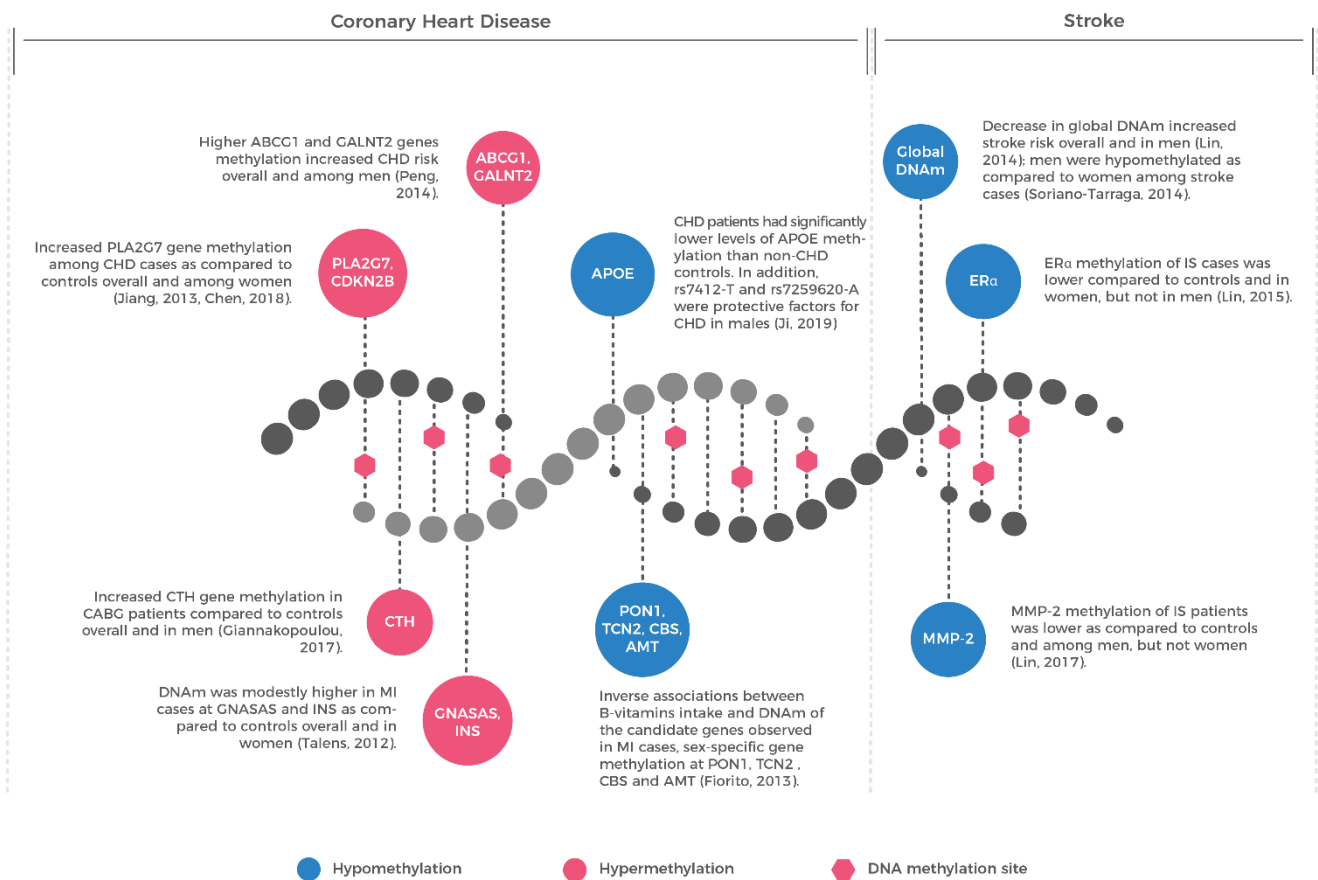 Coronary Heart Disease
Stroke
Higher ABCG1 and GALNT2 genes
methylation increased CHD risk
overall and among men (Peng,
2014).
ABCG1,
GALNT2
Increased PLA2G7 gene methylation
among CHD cases as compared to
controls overall and among women
(Jiang, 2013, Chen, 2018).
PLA2G7,
CDKN2B
APOE
CHD patients had significantly
lower levels of APOE meth-
ylation than non-CHD
controls. In addition,
rs7412-T and rs7259620-A
were protective factors for
CHD in males (Ji, 2019)
Global
DNAm
Decrease in global DNAm increased
stroke risk overall and in men (Lin,
2014); men were hypomethylated as
compared to women among stroke
cases (Soriano-Tarraga, 2014).
ERα
ERα methylation of IS cases was
lower compared to controls and in
women, but not in men (Lin, 2015).
Increased CTH gene methylation in
CABG patients compared to controls
overall and in men (Giannakopoulou,
2017).
CTH
DNAm was modestly higher in MI
cases at GNASAS and INS as com-
pared to controls overall and in
women (Talens, 2012).
GNASAS,
INS
PON1,
TCN2, CBS,
AMT
Inverse associations between
B-vitamins intake and DNAm of
the candidate genes observed
in MI cases, sex-specific gene
methylation at PON1, TCN2 ,
CBS and AMT (Fiorito, 2013).
MMP-2
MMP-2 methylation of IS patients
was lower as compared to controls
and among men, but not women
(Lin, 2017).
Hypomethylation
Hypermethylation
DNA methylation site